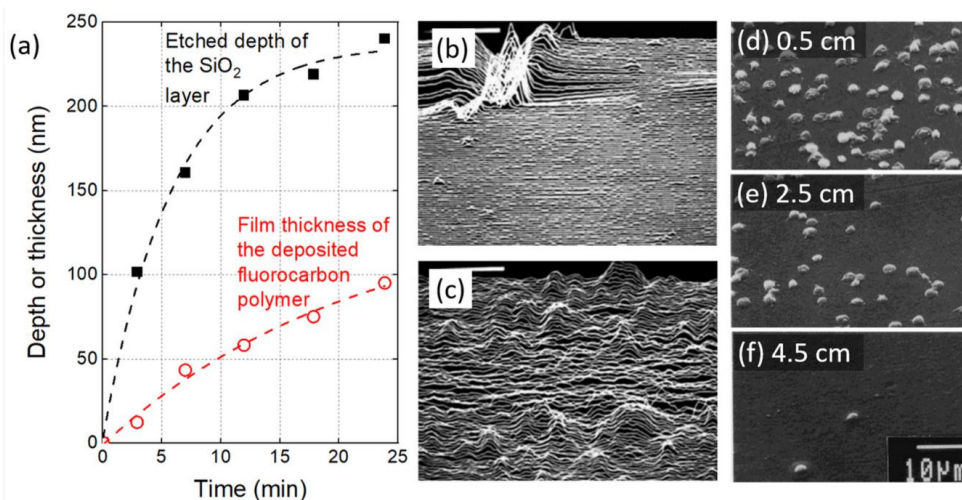 (a)
Depth or thickness (nm)
250
200
150
100
50
0
Etched depth of
the SiO₂
layer
Film thickness of
the deposited
fluorocarbon
polymer
0 5 10 15 20 25
Time (min)
(b)
(c)
(d) 0.5 cm
(e) 2.5 cm
(f) 4.5 cm
10μm